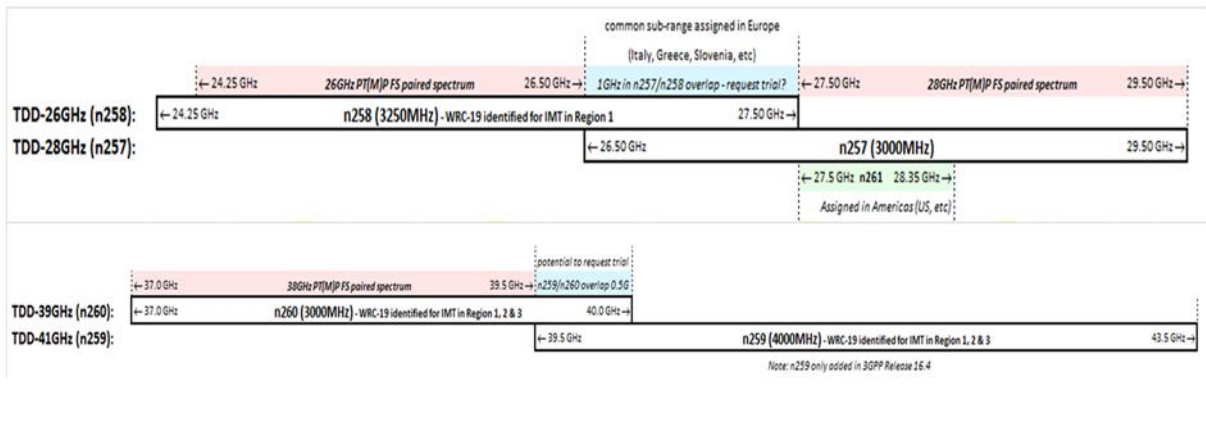 common sub-range assigned in Europe
(Italy, Greece, Slovenia, etc)
←24.25 GHz 26GHz PT(M)P FS paired spectrum 26.50 GHz→ 1GHz in n257/n258 overlap - request trial? ←27.50 GHz 28GHz PT(M)P FS paired spectrum 29.50 GHz→
TDD-26GHz (n258): ←24.25 GHz n258 (3250MHz) - WRC-19 identified for IMT in Region 1 27.50 GHz→
TDD-28GHz (n257): ←26.50 GHz n257 (3000MHz) 29.50 GHz→
←27.5 GHz n261 28.35 GHz→
Assigned in Americas (US, etc)
potential to request trial
←37.0 GHz 38GHz PT(M)P FS paired spectrum 39.5 GHz→ n259/n260 overlap 0.5G
TDD-39GHz (n260): ←37.0 GHz n260 (3000MHz) - WRC-19 identified for IMT in Region 1, 2 & 3 40.0 GHz→
TDD-41GHz (n259): ←39.5 GHz n259 (4000MHz) - WRC-19 identified for IMT in Region 1, 2 & 3 43.5 GHz→
Note: n259 only added in 3GPP Release 16.4